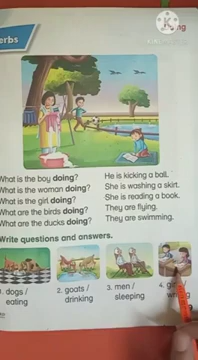 erbs
What is the boy doing? He is kicking a ball.
What is the woman doing? She is washing a skirt.
What is the girl doing? She is reading a book.
What are the birds doing? They are flying.
What are the ducks doing? They are swimming.
Write questions and answers.
1. dogs / eating
2. goats / drinking
3. men / sleeping
4.